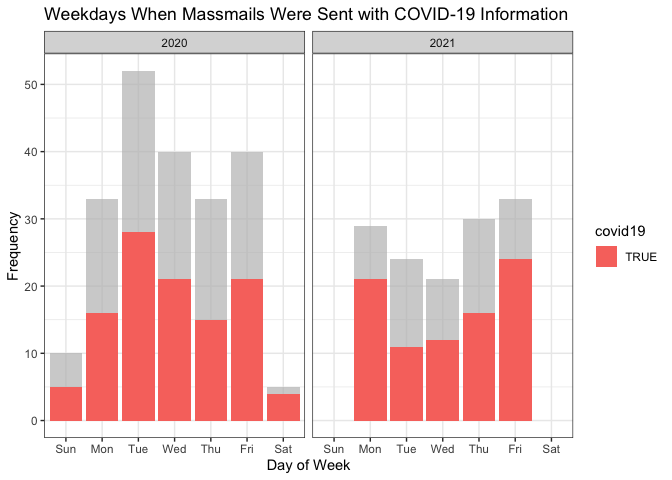 Weekdays When Massmails Were Sent with COVID-19 Information
2020
2021
Frequency
50
40
30
20
10
0
Sun Mon Tue Wed Thu Fri Sat
Sun Mon Tue Wed Thu Fri Sat
Day of Week
covid19
TRUE